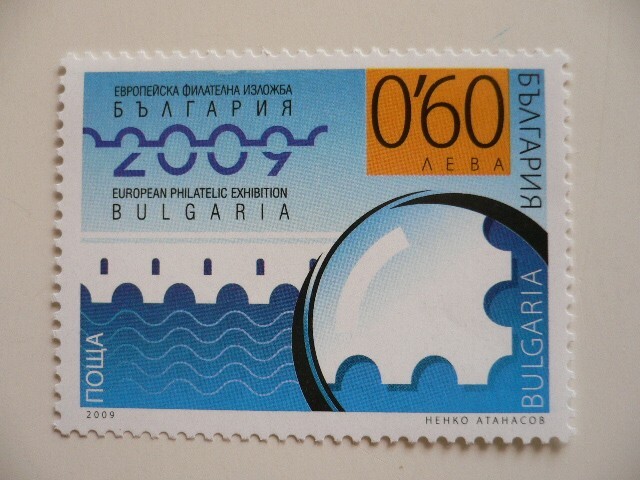 ЕВРОПЕЙСКА ФИЛАТЕЛНА ИЗЛОЖБА
БЪЛГАРИЯ
2009
EUROPEAN PHILATELIC EXHIBITION
BULGARIA
0'60
ЛЕВА
БЪЛГАРИЯ
BULGARIA
ПОЩА
2009
НЕНКО АТАНАСОВ